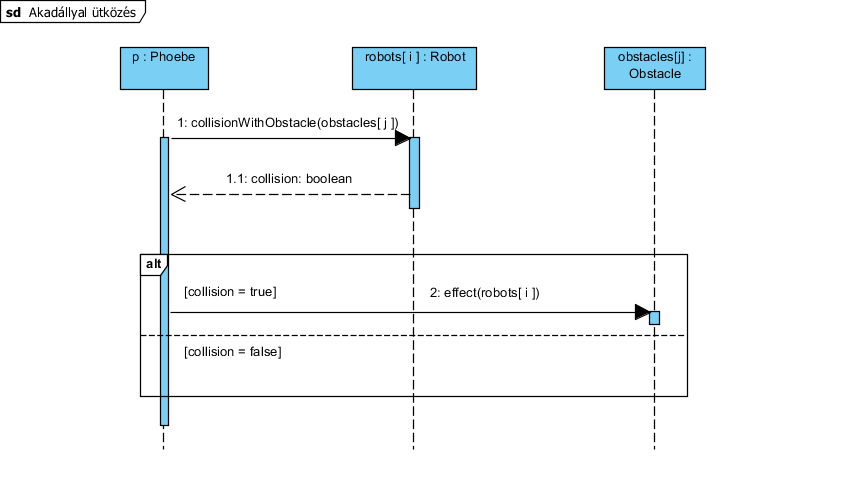 sd Akadállyal ütközés
p : Phoebe
robots[ i ] : Robot
obstacles[j] :
Obstacle
1: collisionWithObstacle(obstacles[ j ])
1.1: collision: boolean
alt
[collision = true]
2: effect(robots[ i ])
[collision = false]